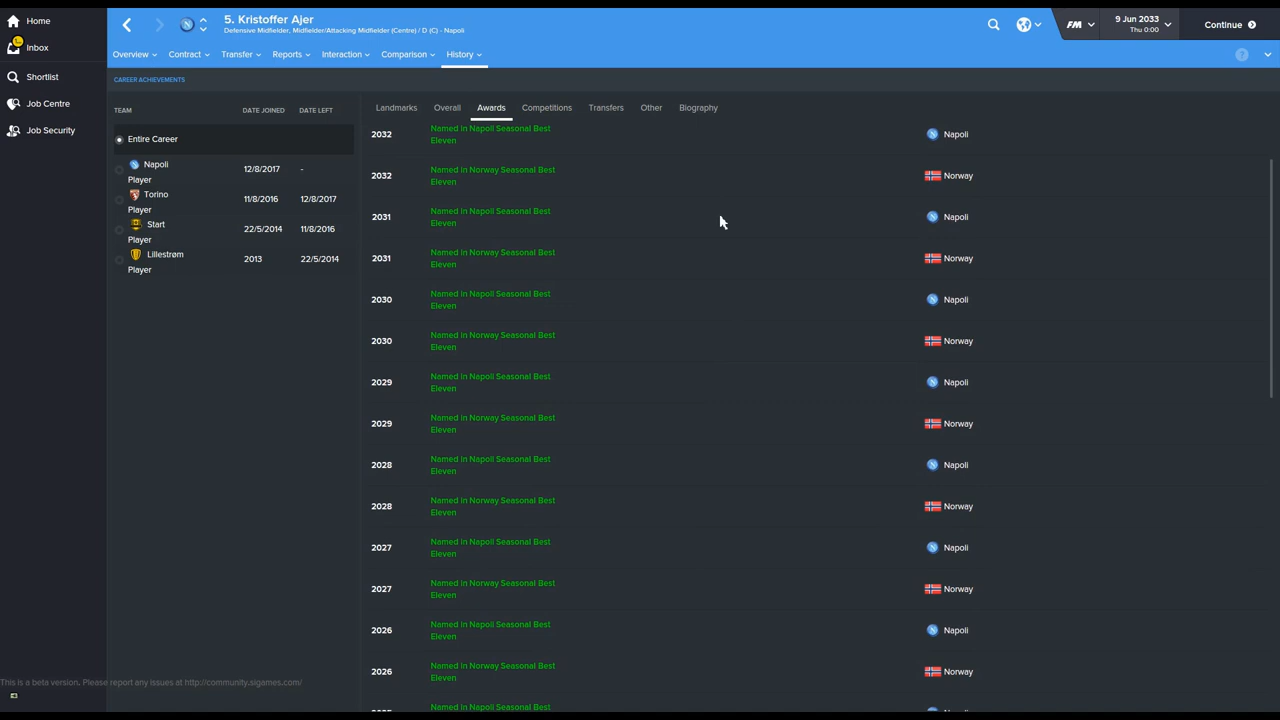 Home
Inbox
Shortlist
Job Centre
Job Security
5. Kristoffer Ajer
Defensive Midfielder, Midfielder/Attacking Midfielder (Centre) / D (C) - Napoli
FM
9 Jun 2033
Thu 0:00
Continue
Overview
Contract
Transfer
Reports
Interaction
Comparison
History
?
CAREER ACHIEVEMENTS
TEAM DATE JOINED DATE LEFT
Entire Career
Napoli
Player
12/8/2017 -
Torino
Player
11/8/2016 12/8/2017
Start
Player
22/5/2014 11/8/2016
Lillestrøm
Player
2013 22/5/2014
Landmarks Overall Awards Competitions Transfers Other Biography
2032 Named in Napoli Seasonal Best
Eleven
Napoli
2032 Named in Norway Seasonal Best
Eleven
Norway
2031 Named in Napoli Seasonal Best
Eleven
Napoli
2031 Named in Norway Seasonal Best
Eleven
Norway
2030 Named in Napoli Seasonal Best
Eleven
Napoli
2030 Named in Norway Seasonal Best
Eleven
Norway
2029 Named in Napoli Seasonal Best
Eleven
Napoli
2029 Named in Norway Seasonal Best
Eleven
Norway
2028 Named in Napoli Seasonal Best
Eleven
Napoli
2028 Named in Norway Seasonal Best
Eleven
Norway
2027 Named in Napoli Seasonal Best
Eleven
Napoli
2027 Named in Norway Seasonal Best
Eleven
Norway
2026 Named in Napoli Seasonal Best
Eleven
Napoli
2026 Named in Norway Seasonal Best
Eleven
Norway
Named in Napoli Seasonal Best
This is a beta version. Please report any issues at http://community.sigames.com/